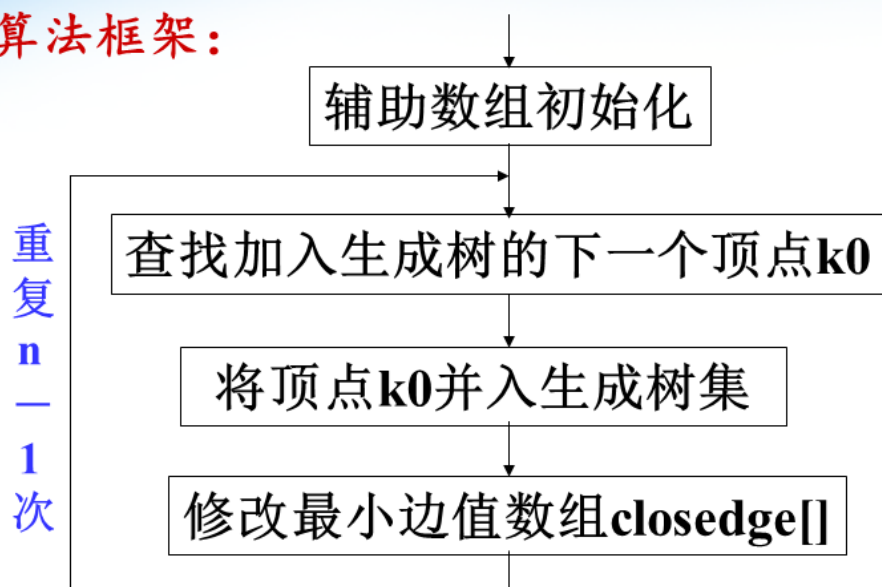 算法框架：
辅助数组初始化
查找加入生成树的下一个顶点k0
将顶点k0并入生成树集
修改最小边值数组closedge[]
重
复
n
—
1
次